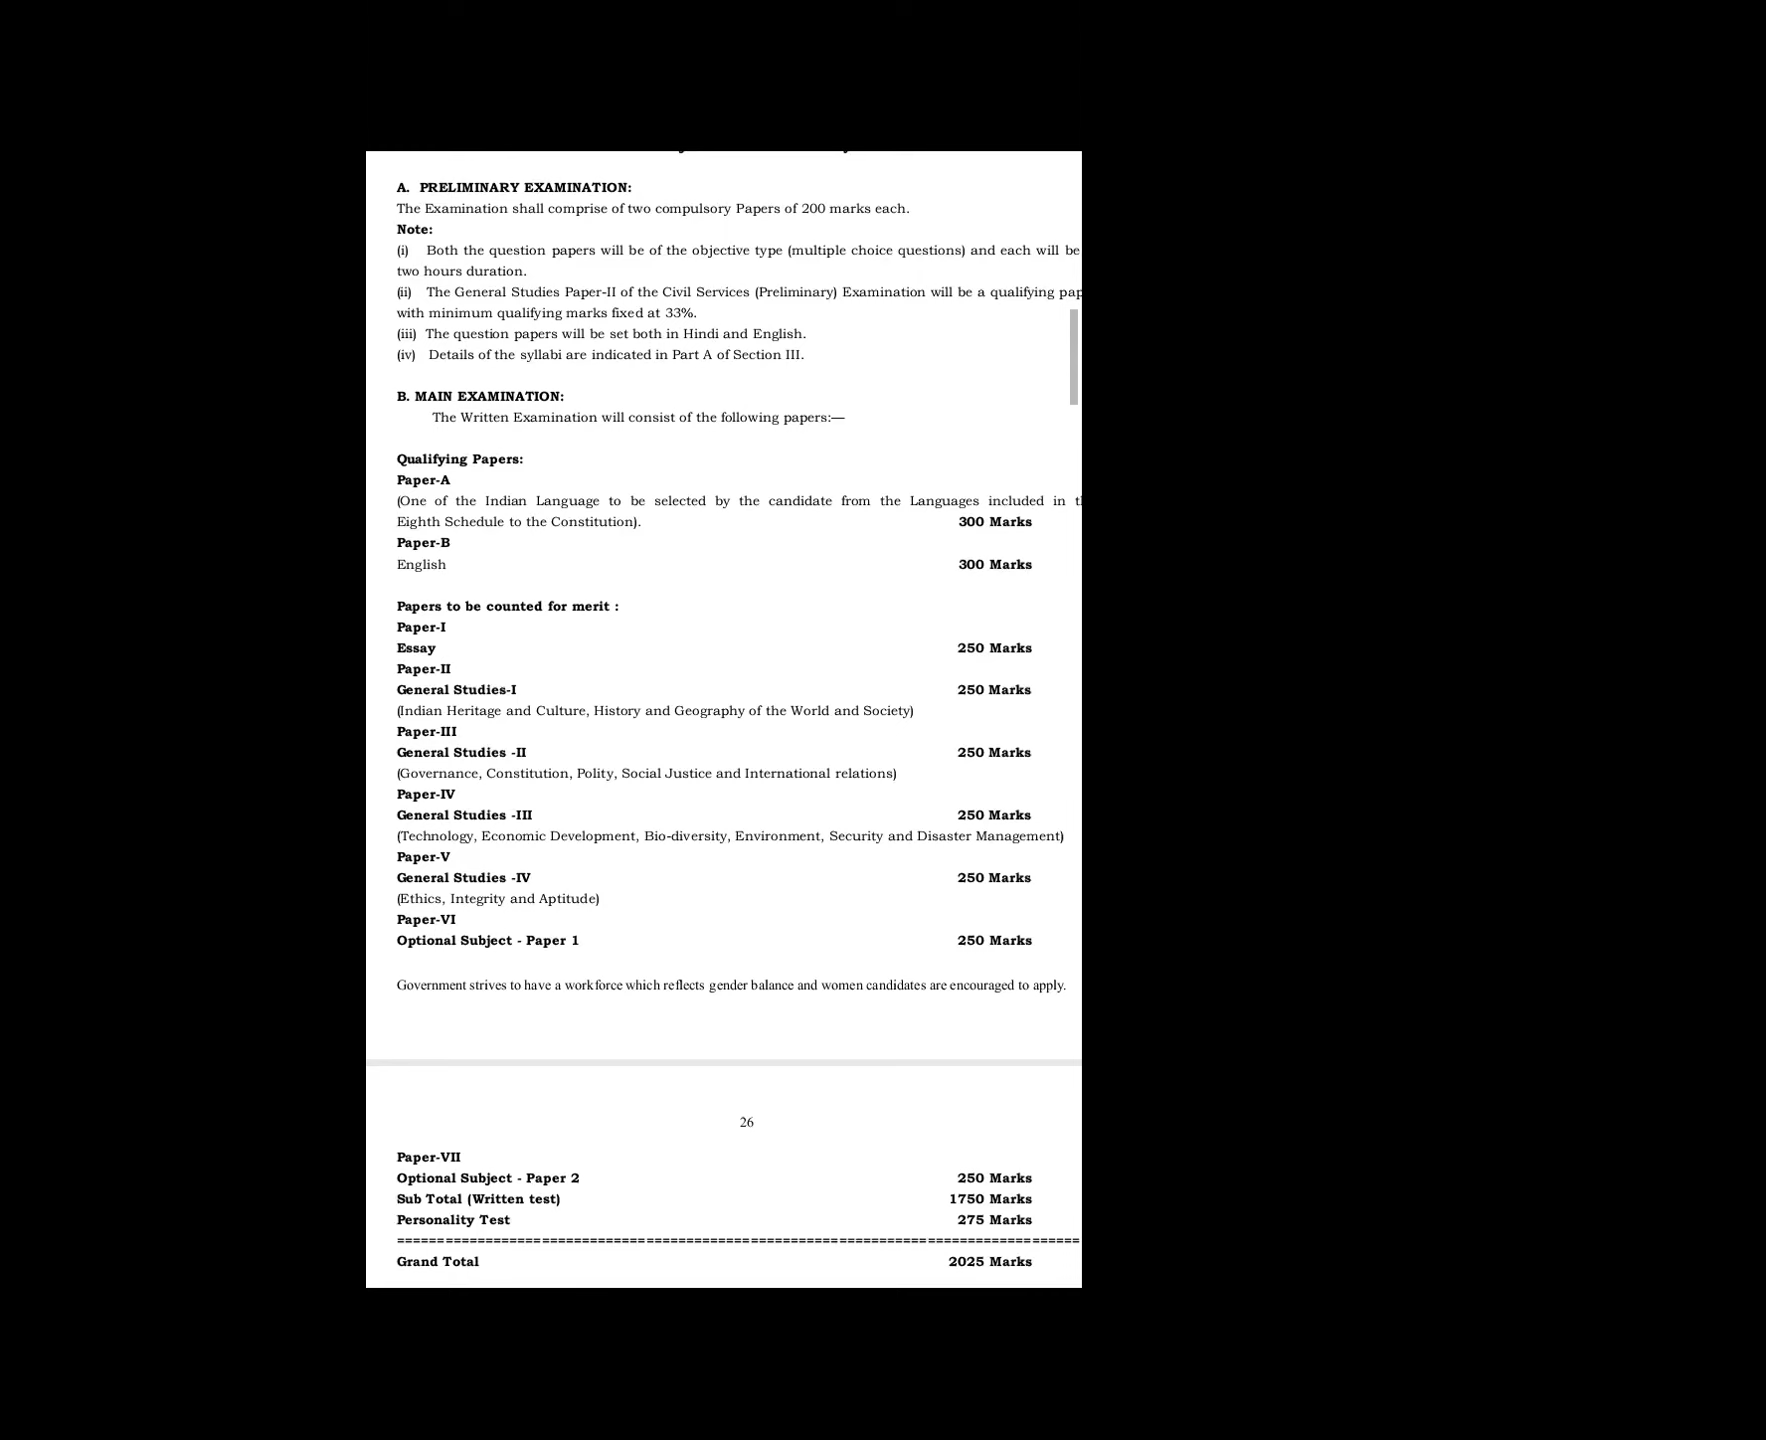 A. PRELIMINARY EXAMINATION:
The Examination shall comprise of two compulsory Papers of 200 marks each.
Note:
(i) Both the question papers will be of the objective type (multiple choice questions) and each will be
two hours duration.
(ii) The General Studies Paper-II of the Civil Services (Preliminary) Examination will be a qualifying pap
with minimum qualifying marks fixed at 33%.
(iii) The question papers will be set both in Hindi and English.
(iv) Details of the syllabi are indicated in Part A of Section III.
B. MAIN EXAMINATION:
The Written Examination will consist of the following papers:—
Qualifying Papers:
Paper-A
(One of the Indian Language to be selected by the candidate from the Languages included in th
Eighth Schedule to the Constitution). 300 Marks
Paper-B
English 300 Marks
Papers to be counted for merit :
Paper-I
Essay 250 Marks
Paper-II
General Studies-I 250 Marks
(Indian Heritage and Culture, History and Geography of the World and Society)
Paper-III
General Studies -II 250 Marks
(Governance, Constitution, Polity, Social Justice and International relations)
Paper-IV
General Studies -III 250 Marks
(Technology, Economic Development, Bio-diversity, Environment, Security and Disaster Management)
Paper-V
General Studies -IV 250 Marks
(Ethics, Integrity and Aptitude)
Paper-VI
Optional Subject - Paper 1 250 Marks
Government strives to have a workforce which reflects gender balance and women candidates are encouraged to apply.
26
Paper-VII
Optional Subject - Paper 2 250 Marks
Sub Total (Written test) 1750 Marks
Personality Test 275 Marks
=====================================================================================
Grand Total 2025 Marks